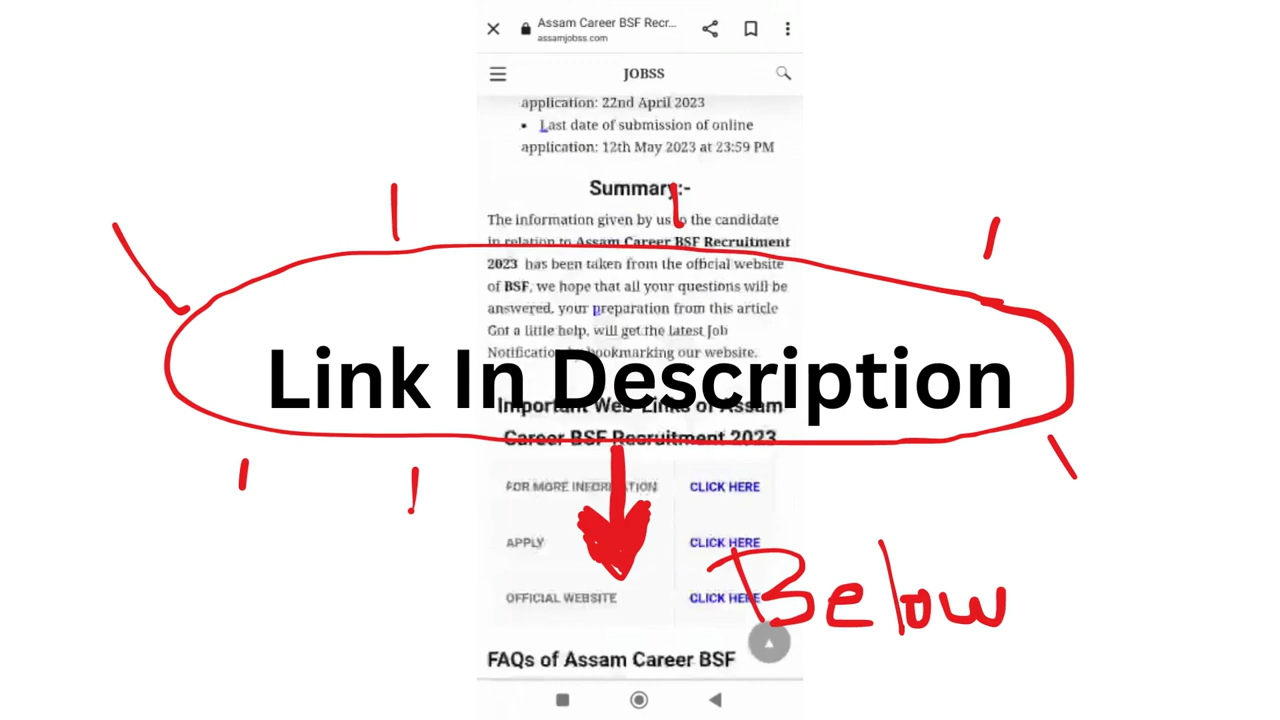 Assam Career BSF Recr...
assamjobss.com
JOBSS
application: 22nd April 2023
• Last date of submission of online
application: 12th May 2023 at 23:59 PM
Summary:-
The information given by us to the candidate
in relation to Assam Career BSF Recruitment
2023 has been taken from the official website
of BSF, we hope that all your questions will be
answered, your preparation from this article
Got a little help, will get the latest Job
Notification by bookmarking our website.
Link In Description
Important Web-Links of Assam
Career BSF Recruitment 2023
FOR MORE INFORMATION CLICK HERE
APPLY CLICK HERE
OFFICIAL WEBSITE CLICK HERE
Below
FAQs of Assam Career BSF